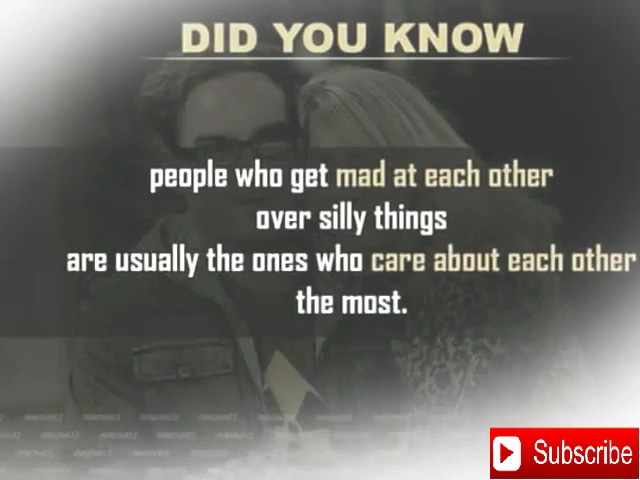 DID YOU KNOW
people who get mad at each other
over silly things
are usually the ones who care about each other
the most.
Subscribe